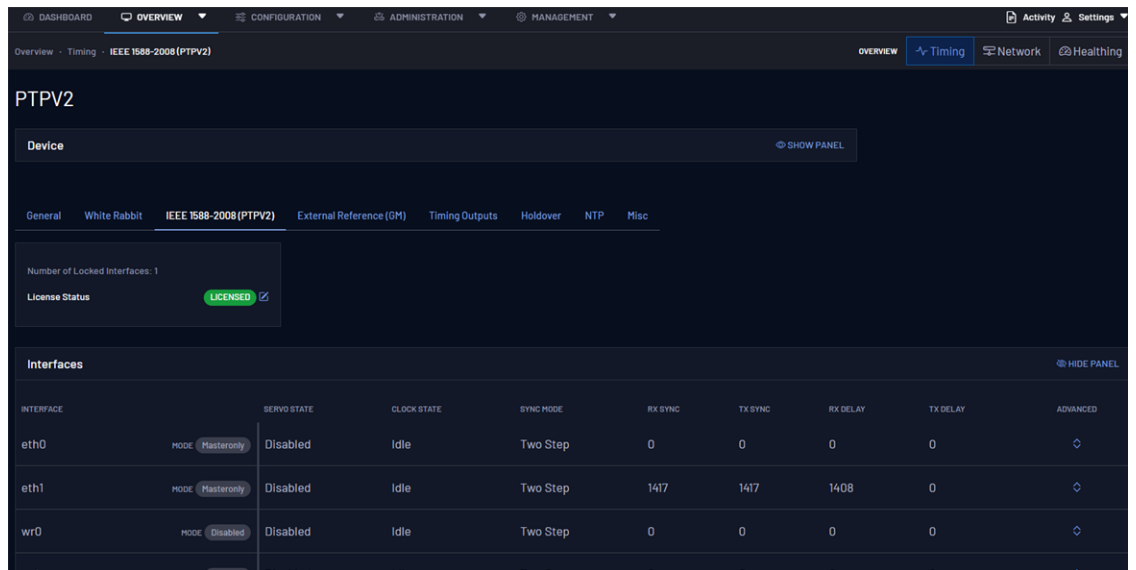 DASHBOARD OVERVIEW CONFIGURATION ADMINISTRATION MANAGEMENT Activity Settings
Overview · Timing · IEEE 1588-2008 (PTPV2) OVERVIEW Timing Network Healthing
PTPV2
Device SHOW PANEL
General White Rabbit IEEE 1588-2008 (PTPV2) External Reference (GM) Timing Outputs Holdover NTP Misc
Number of Locked Interfaces: 1
License Status LICENSED
Interfaces HIDE PANEL
INTERFACE SERVO STATE CLOCK STATE SYNC MODE RX SYNC TX SYNC RX DELAY TX DELAY ADVANCED
eth0 MODE Masteronly Disabled Idle Two Step 0 0 0 0
eth1 MODE Masteronly Disabled Idle Two Step 1417 1417 1408 0
wr0 MODE Disabled Disabled Idle Two Step 0 0 0 0